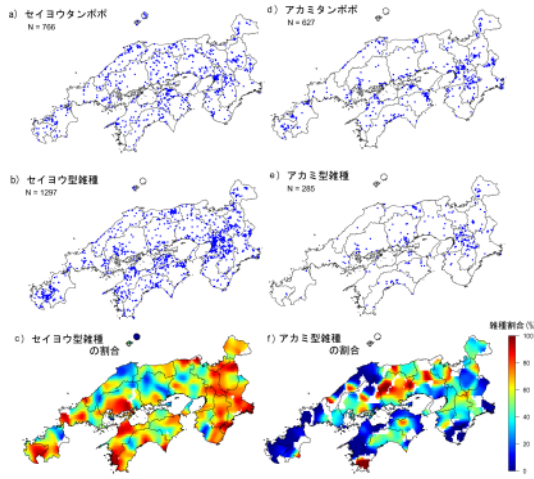 a) セイヨウタンポポ
N = 766
d) アカミタンポポ
N = 627
b) セイヨウ型雑種
N = 1297
e) アカミ型雑種
N = 285
c) セイヨウ型雑種
の割合
f) アカミ型雑種
の割合
雑種割合(%)
100
80
60
40
20
0